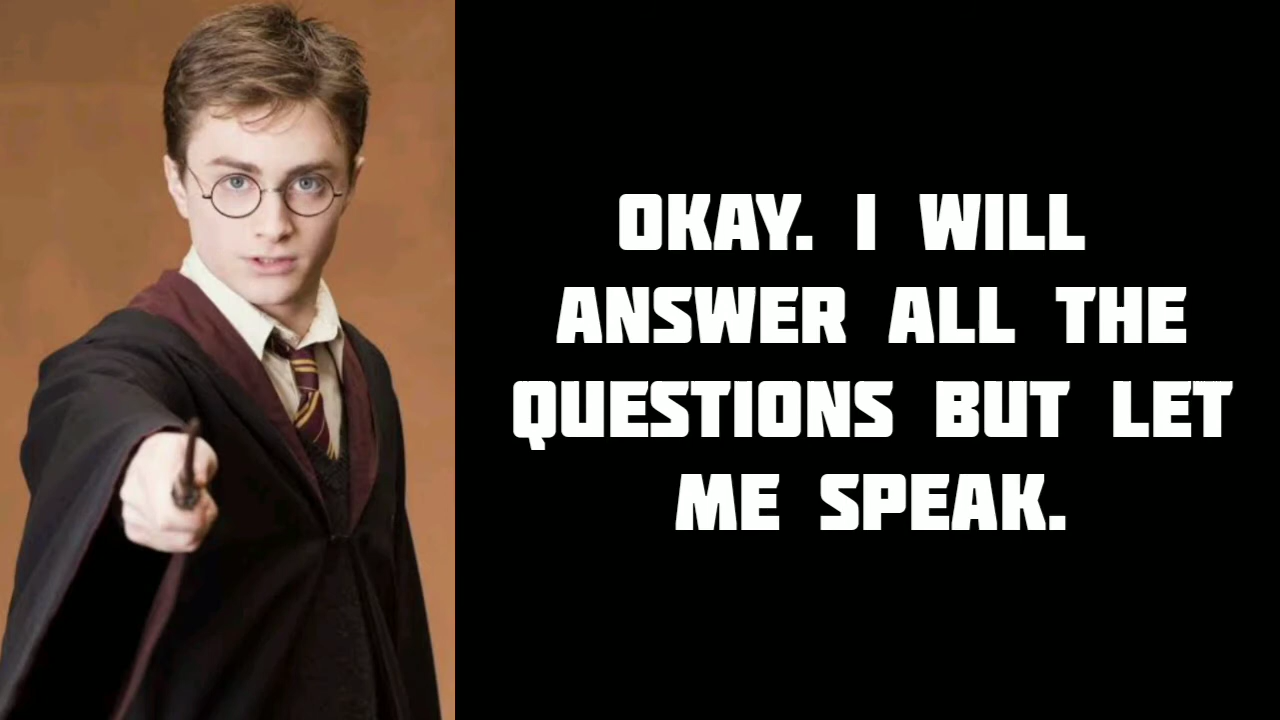 OKAY. I WILL
ANSWER ALL THE
QUESTIONS BUT LET
ME SPEAK.